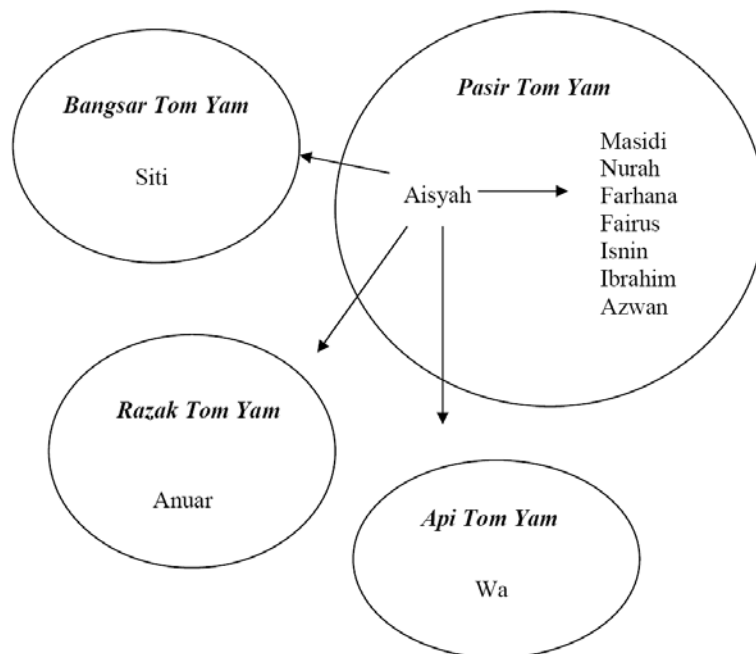 Bangsar Tom Yam
Siti
Pasir Tom Yam
Aisyah
Masidi
Nurah
Farhana
Fairus
Isnin
Ibrahim
Azwan
Razak Tom Yam
Anuar
Api Tom Yam
Wa